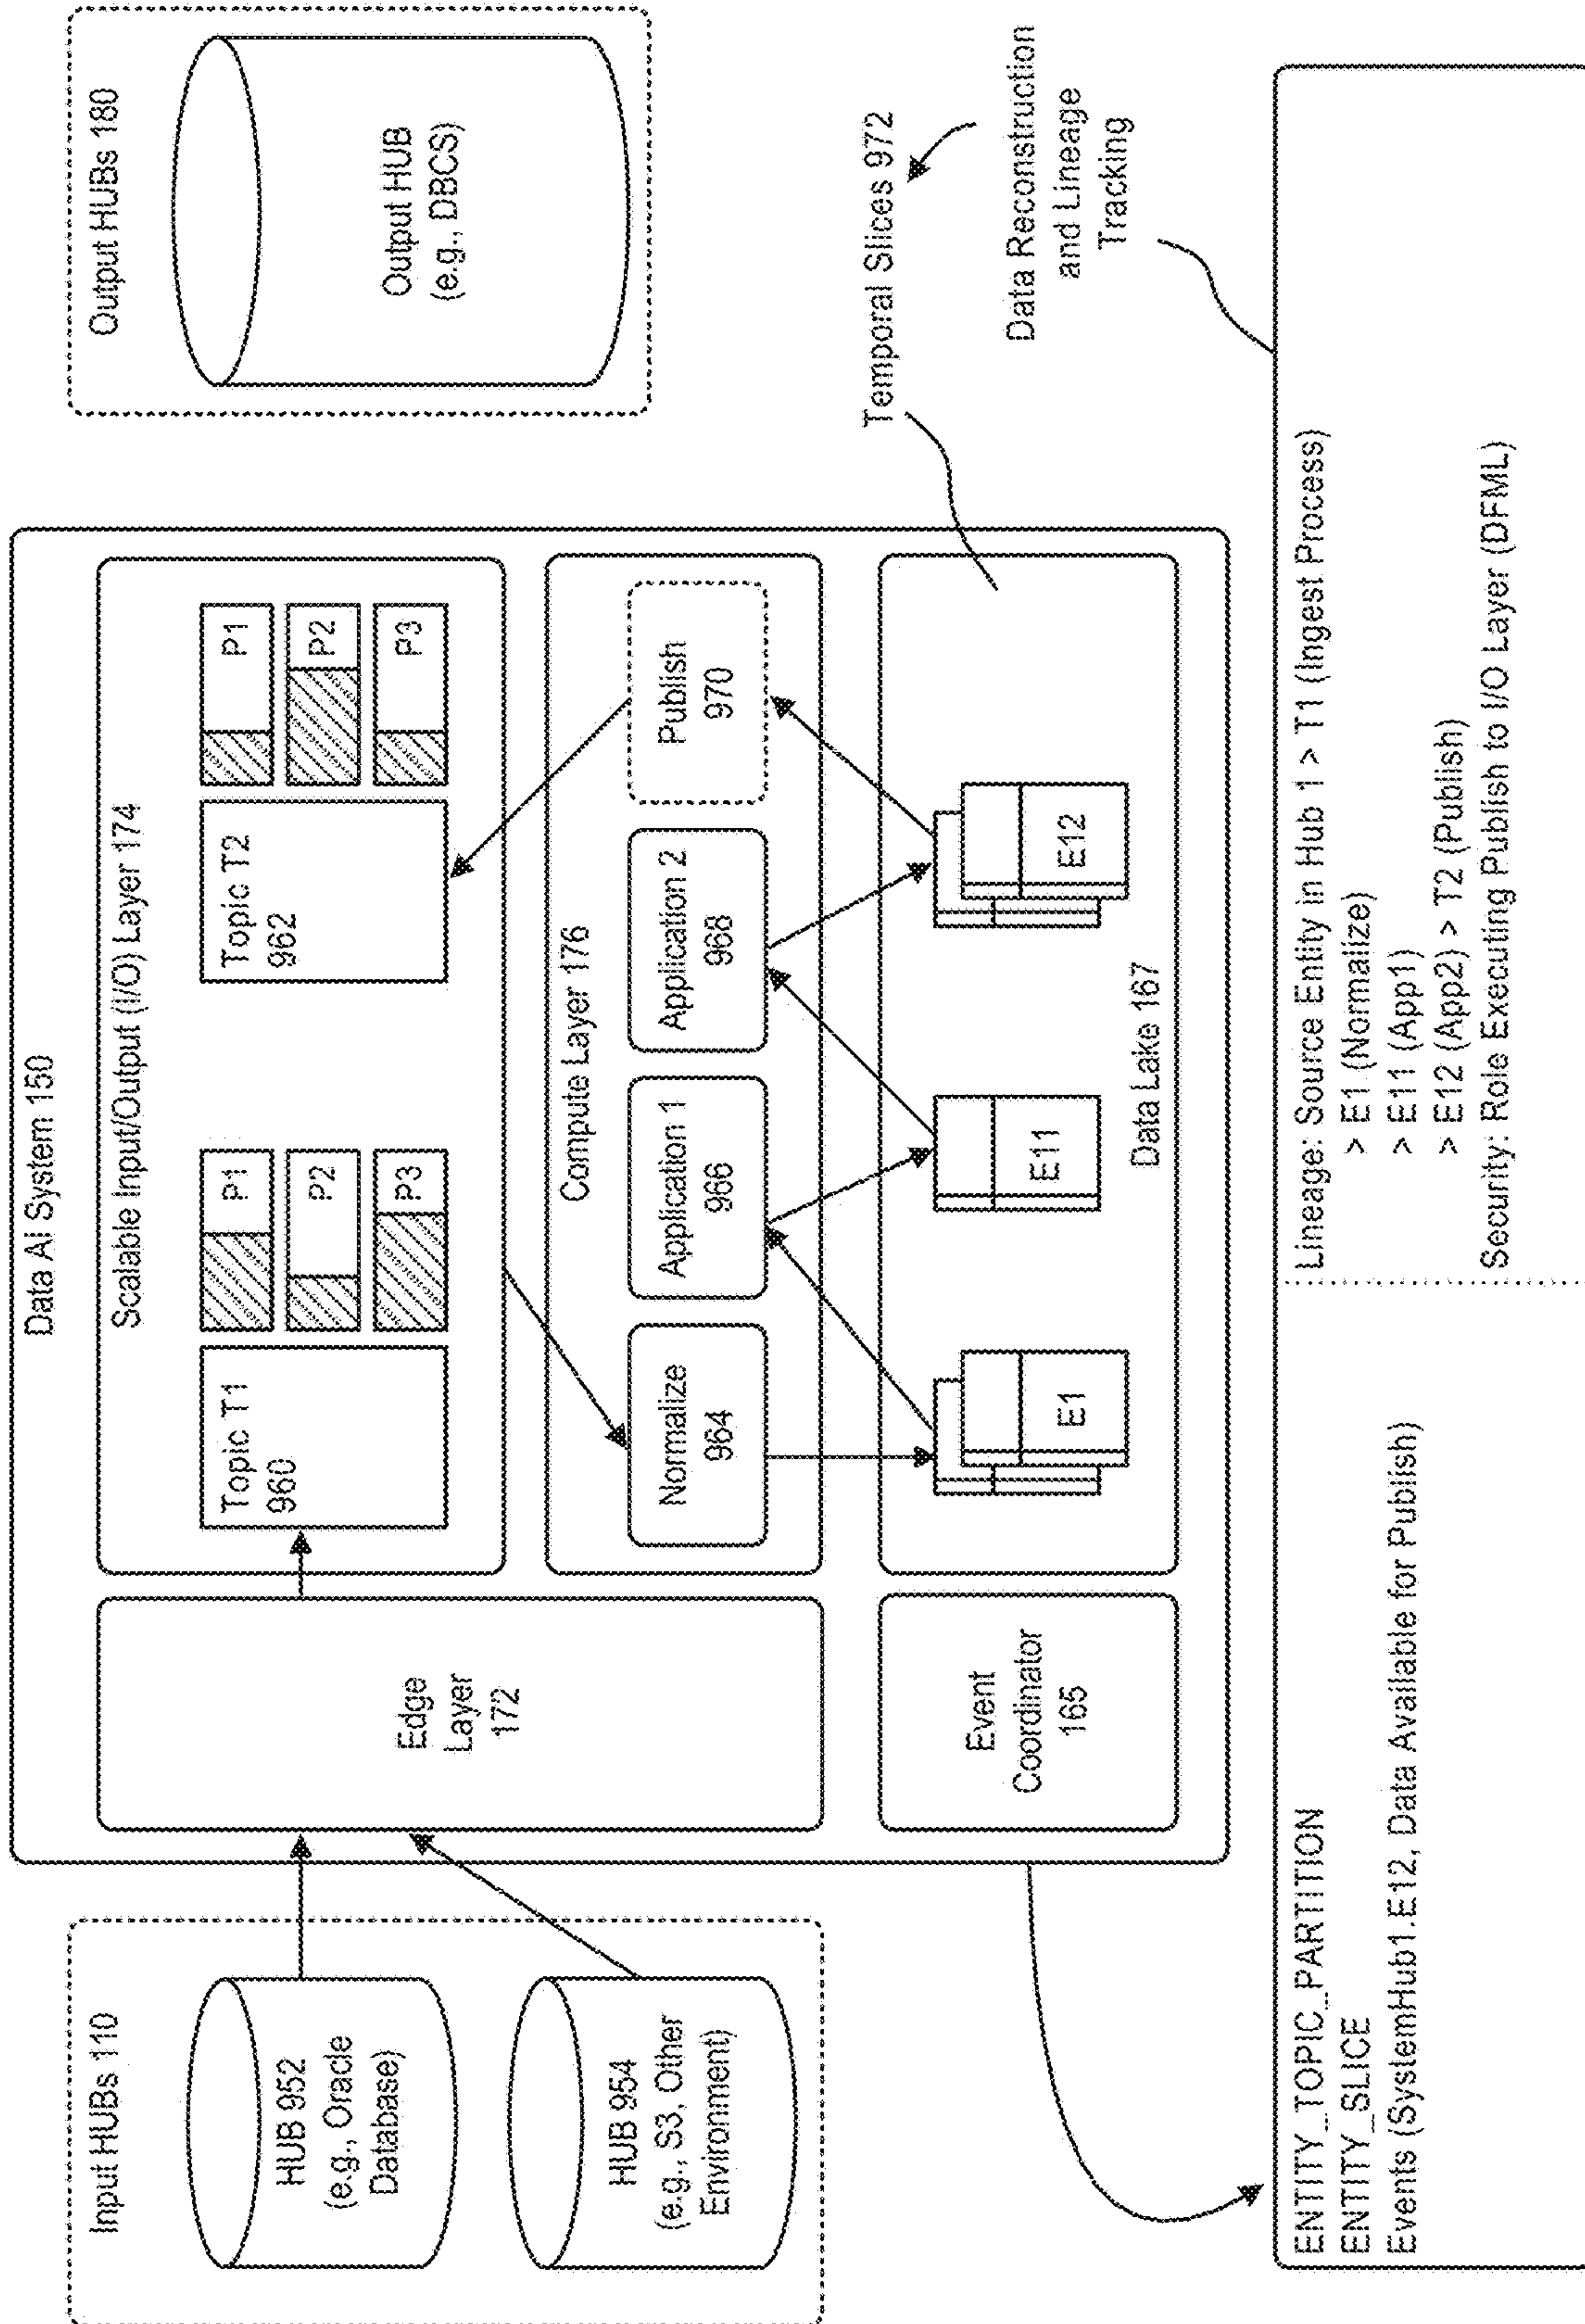 Input HUBs 110
HUB 952
(e.g., Oracle
Database)
HUB 954
(e.g., S3, Other
Environment)
Data AI System 150
Edge
Layer
172
Event
Coordinator
165
Scalable Input/Output (I/O) Layer 174
Topic T1
960
P1
P2
P3
Topic T2
962
P1
P2
P3
Compute Layer 176
Normalize
964
Application 1
966
Application 2
968
Publish
970
E1
E11
E12
Data Lake 167
Output HUBs 180
Output HUB
(e.g., DBCS)
Temporal Slices 972
Data Reconstruction
and Lineage
Tracking
ENTITY_TOPIC_PARTITION
ENTITY_SLICE
Events (SystemHub1.E12, Data Available for Publish)
Lineage: Source Entity in Hub 1 > T1 (Ingest Process)
> E1 (Normalize)
> E11 (App1)
> E12 (App2) > T2 (Publish)
Security: Role Executing Publish to I/O Layer (DFML)